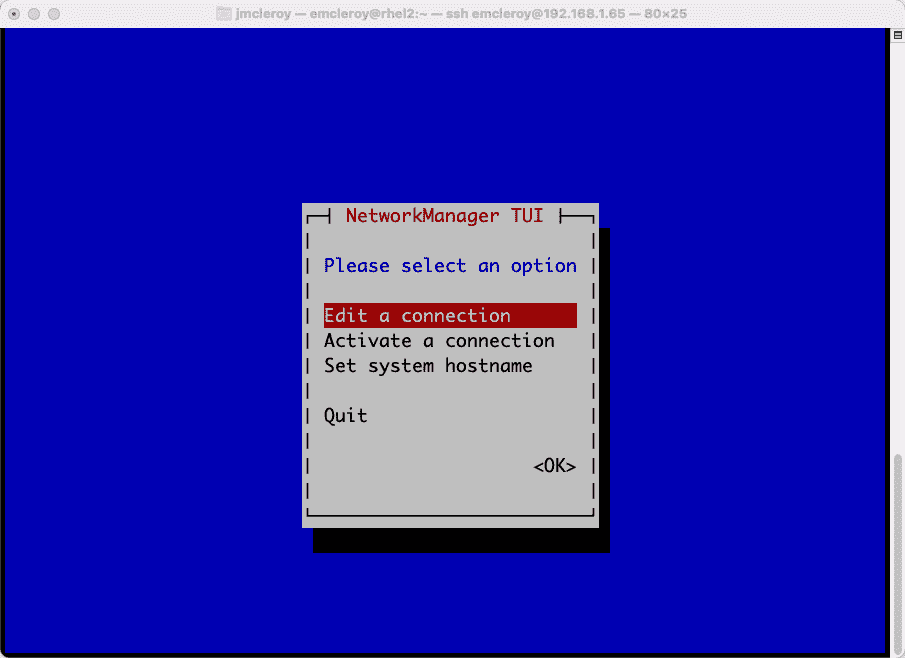 jmcleroy — emcleroy@rhel2:~ — ssh emcleroy@192.168.1.65 — 80×25
NetworkManager TUI
Please select an option
Edit a connection
Activate a connection
Set system hostname
Quit
<OK>